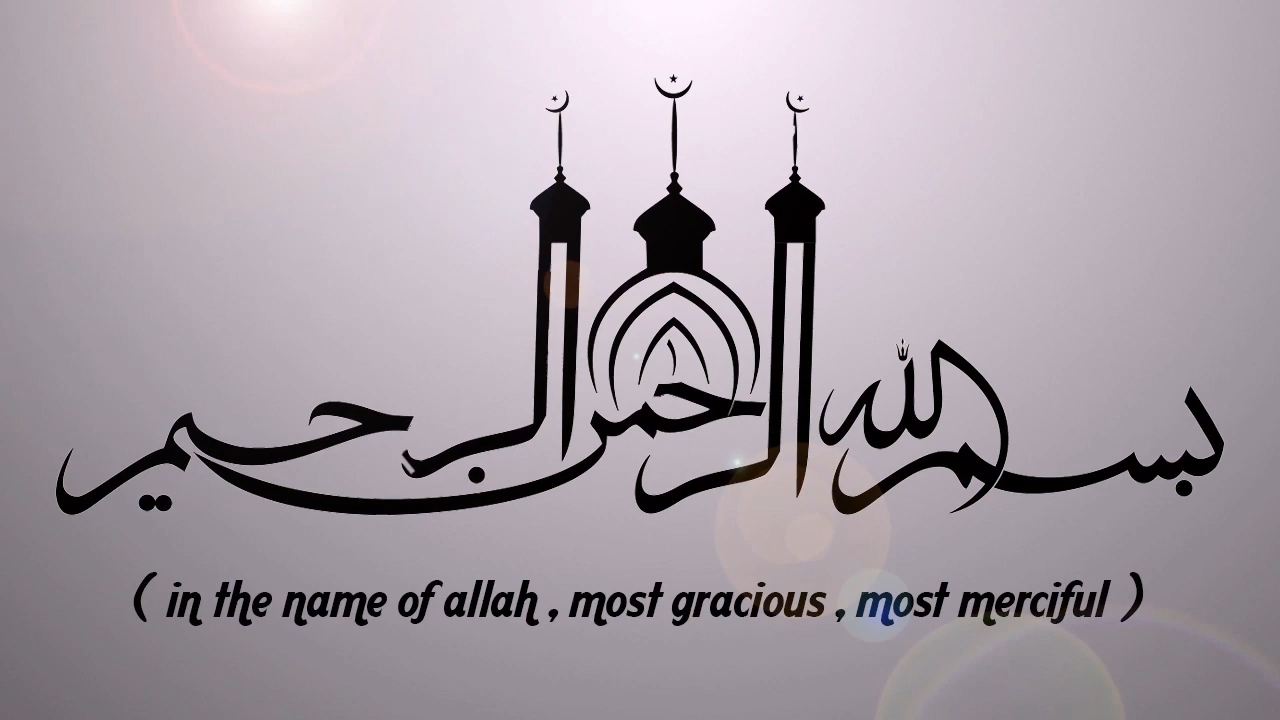 بسم الله الرحمن الرحيم
( in the name of allah , most gracious , most merciful )